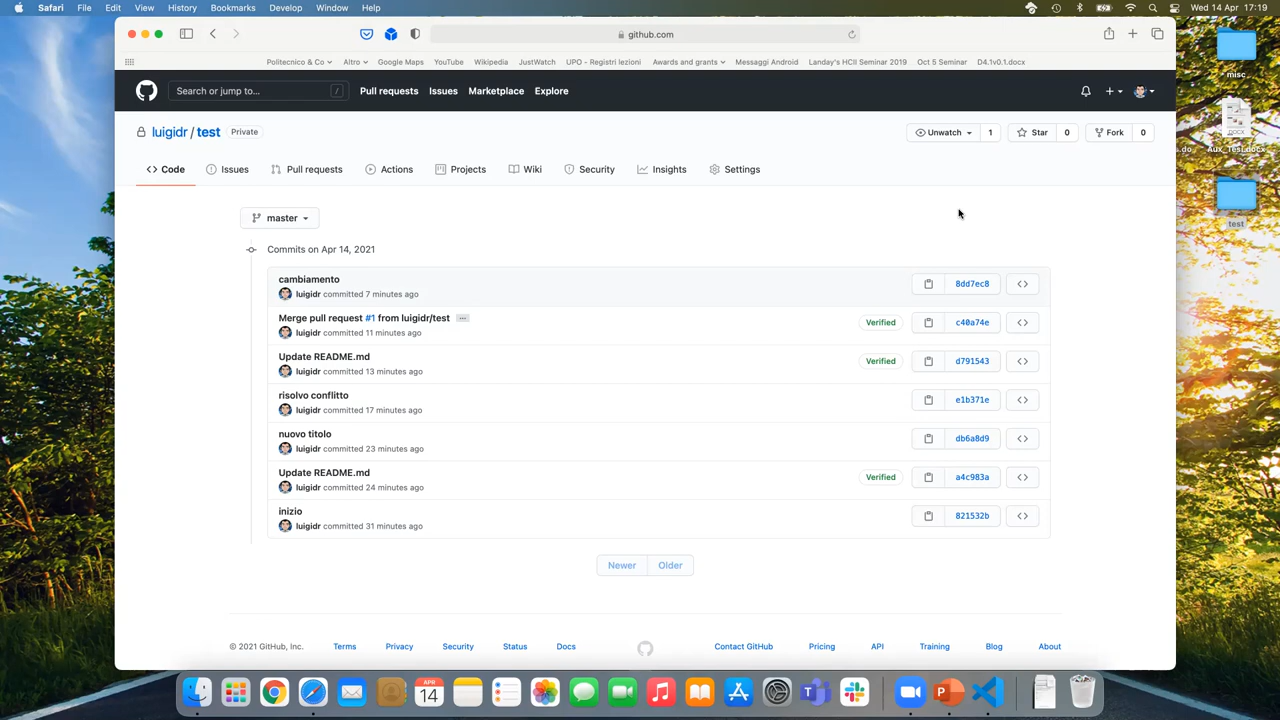 Safari File Edit View History Bookmarks Develop Window Help Wed 14 Apr 17:19
github.com
Politecnico & Co Altro Google Maps YouTube Wikipedia JustWatch UPO - Registri lezioni Awards and grants Messaggi Android Landay's HCII Seminar 2019 Oct 5 Seminar D4.1v0.1.docx
misc
Search or jump to... / Pull requests Issues Marketplace Explore
luigidr / test Private Unwatch 1 Star 0 Fork 0
DOCX
s.do Aux_Test.docx
Code Issues Pull requests Actions Projects Wiki Security Insights Settings
master
test
Commits on Apr 14, 2021
cambiamento
luigidr committed 7 minutes ago
8dd7ec8
Merge pull request #1 from luigidr/test ...
luigidr committed 11 minutes ago
Verified c40a74e
Update README.md
luigidr committed 13 minutes ago
Verified d791543
risolvo conflitto
luigidr committed 17 minutes ago
e1b371e
nuovo titolo
luigidr committed 23 minutes ago
db6a8d9
Update README.md
luigidr committed 24 minutes ago
Verified a4c983a
inizio
luigidr committed 31 minutes ago
821532b
Newer Older
© 2021 GitHub, Inc. Terms Privacy Security Status Docs Contact GitHub Pricing API Training Blog About
APR
14